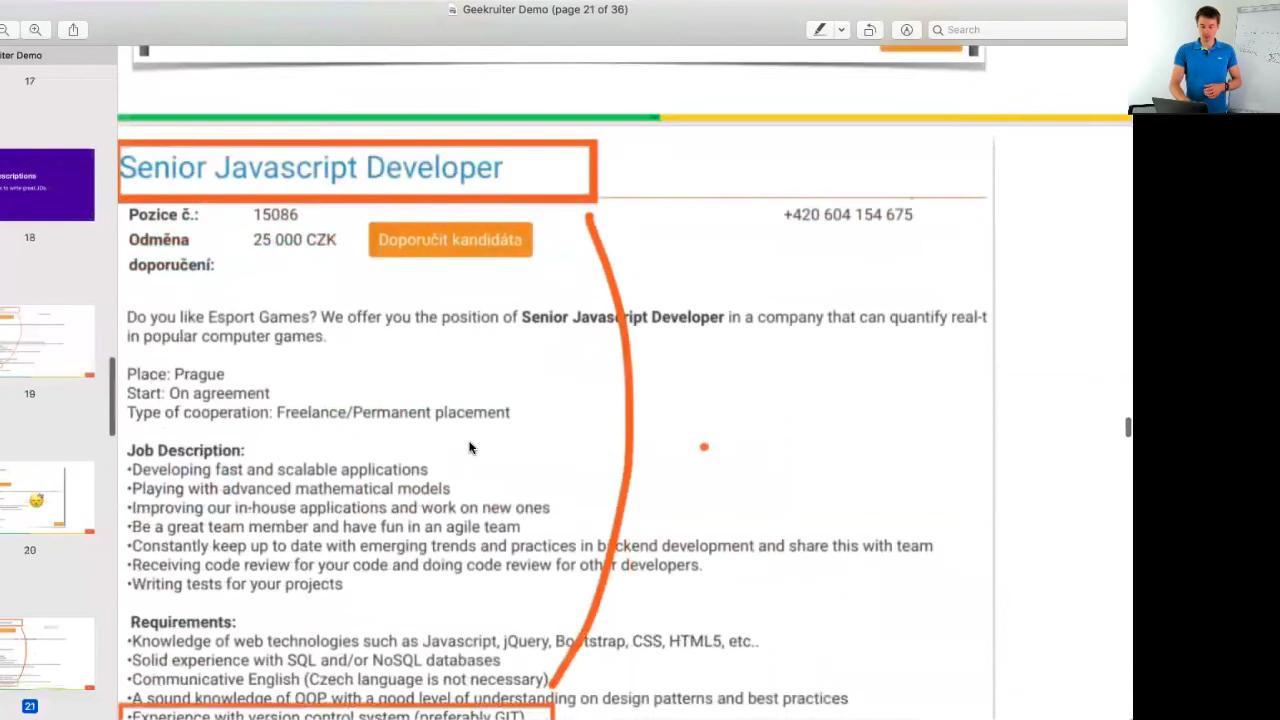 Geekruiter Demo (page 21 of 36)
Search
iter Demo
17
scriptions
s to write great JDs.
18
19
20
21
Senior Javascript Developer
Pozice č.: 15086 +420 604 154 675
Odměna 25 000 CZK Doporučit kandidáta
doporučení:
Do you like Esport Games? We offer you the position of Senior Javascript Developer in a company that can quantify real-t
in popular computer games.
Place: Prague
Start: On agreement
Type of cooperation: Freelance/Permanent placement
Job Description:
•Developing fast and scalable applications
•Playing with advanced mathematical models
•Improving our in-house applications and work on new ones
•Be a great team member and have fun in an agile team
•Constantly keep up to date with emerging trends and practices in backend development and share this with team
•Receiving code review for your code and doing code review for other developers.
•Writing tests for your projects
Requirements:
•Knowledge of web technologies such as Javascript, jQuery, Bootstrap, CSS, HTML5, etc..
•Solid experience with SQL and/or NoSQL databases
•Communicative English (Czech language is not necessary)
•A sound knowledge of OOP with a good level of understanding on design patterns and best practices
•Experience with version control system (preferably GIT)